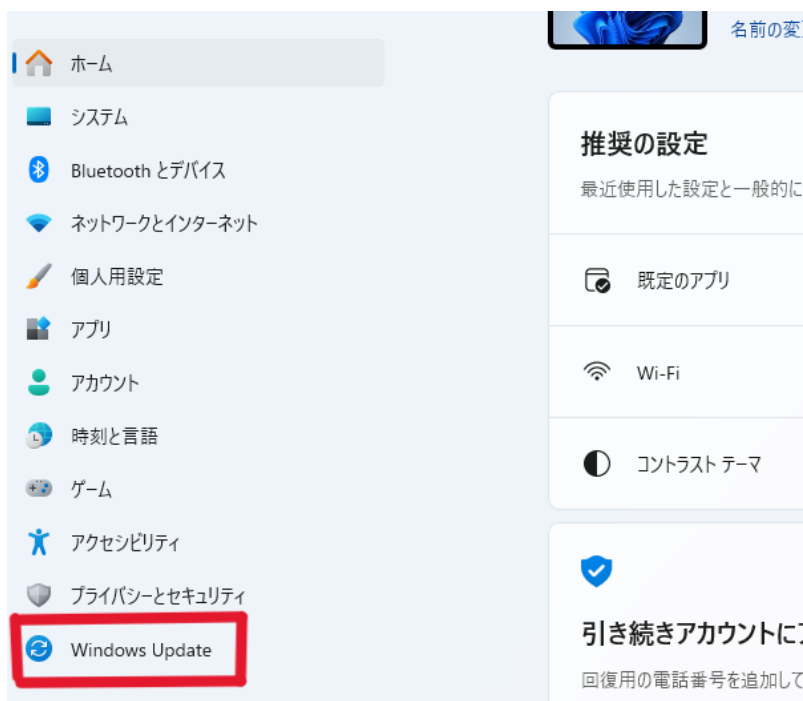 ホーム
システム
Bluetooth とデバイス
ネットワークとインターネット
個人用設定
アプリ
アカウント
時刻と言語
ゲーム
アクセシビリティ
プライバシーとセキュリティ
Windows Update
名前の変
推奨の設定
最近使用した設定と一般的に
既定のアプリ
Wi-Fi
コントラスト テーマ
引き続きアカウントに
回復用の電話番号を追加して